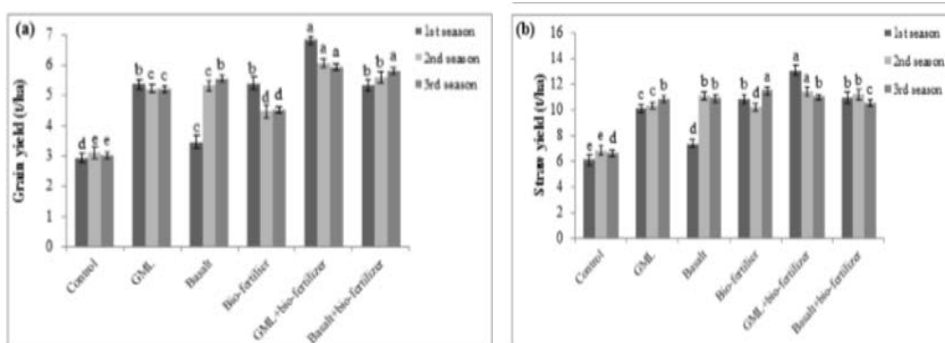 (a)
Grain yield (t/ha)
7
6
5
4
3
2
1
0
1st season
2nd season
3rd season
d e e
b c c
c b b
b d d
a a a
b b a
Control
GML
Basalt
Bio-fertilier
GML+bio-fertilizer
Basalt+bio-fertilizer
(b)
Straw yield (t/ha)
16
14
12
10
8
6
4
2
0
1st season
2nd season
3rd season
e e d
c c b
d b b
b d a
a a b
b b c
Control
GML
Basalt
Bio-fertilier
GML+bio-fertilizer
Basalt+bio-fertilizer